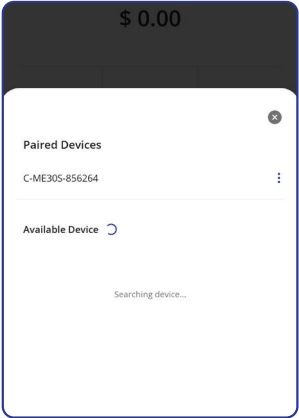 $ 0.00
Paired Devices
C-ME30S-856264
Available Device
Searching device...